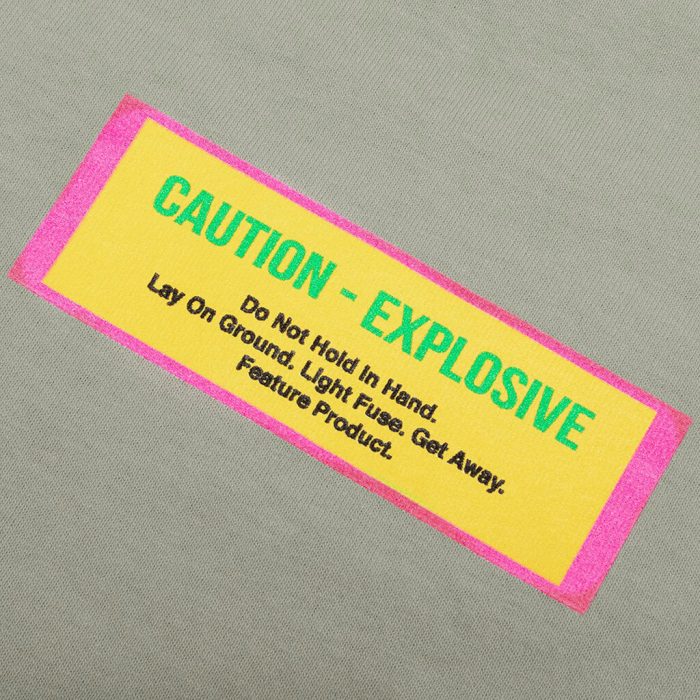 CAUTION - EXPLOSIVE
Do Not Hold In Hand.
Lay On Ground. Light Fuse. Get Away.
Feature Product.